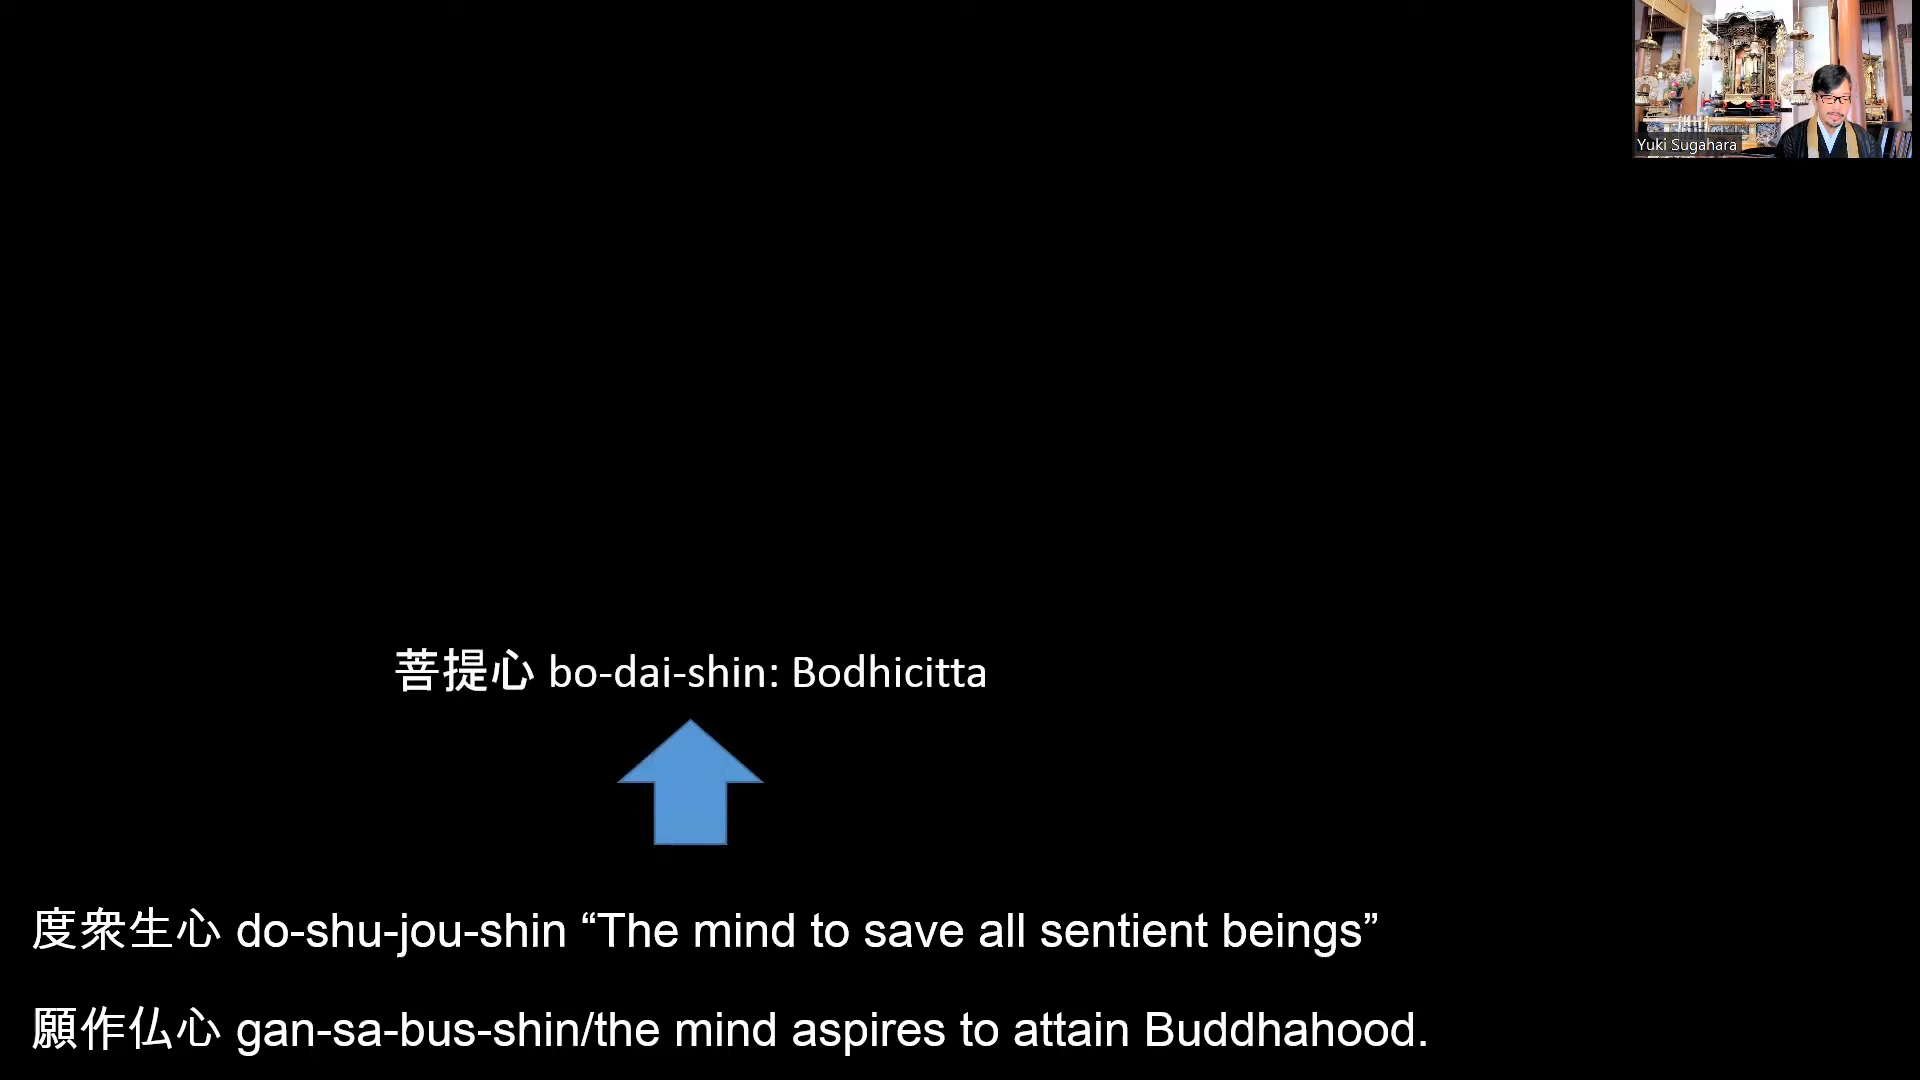 Yuki Sugahara
菩提心 bo-dai-shin: Bodhicitta
度衆生心 do-shu-jou-shin “The mind to save all sentient beings”
願作仏心 gan-sa-bus-shin/the mind aspires to attain Buddhahood.